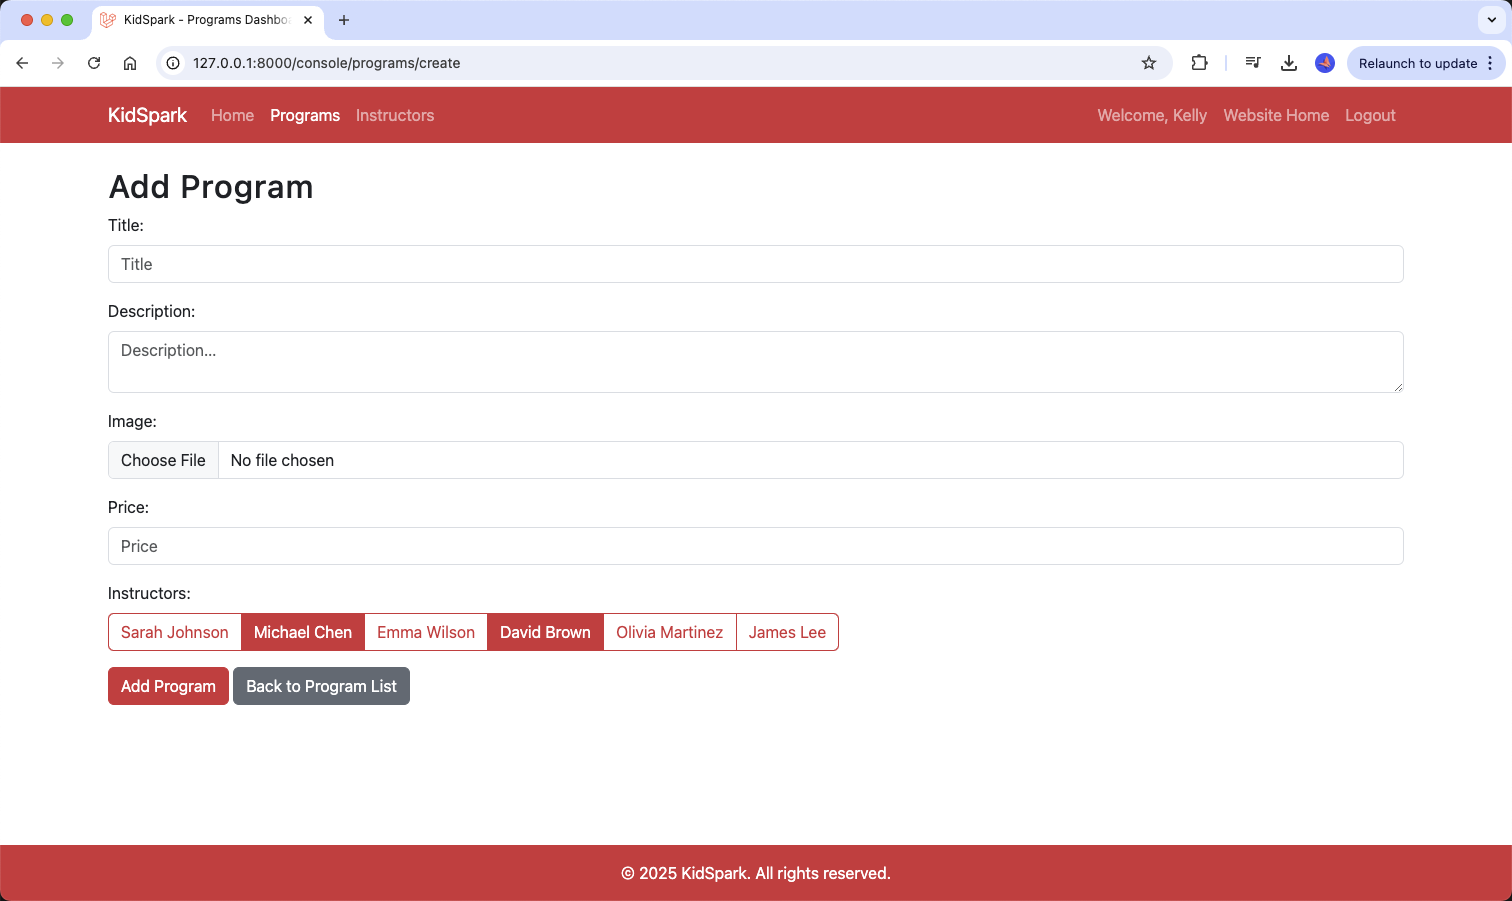 KidSpark - Programs Dashbo
127.0.0.1:8000/console/programs/create
Relaunch to update
KidSpark Home Programs Instructors Welcome, Kelly Website Home Logout
Add Program
Title:
Title
Description:
Description...
Image:
Choose File No file chosen
Price:
Price
Instructors:
Sarah Johnson Michael Chen Emma Wilson David Brown Olivia Martinez James Lee
Add Program Back to Program List
© 2025 KidSpark. All rights reserved.